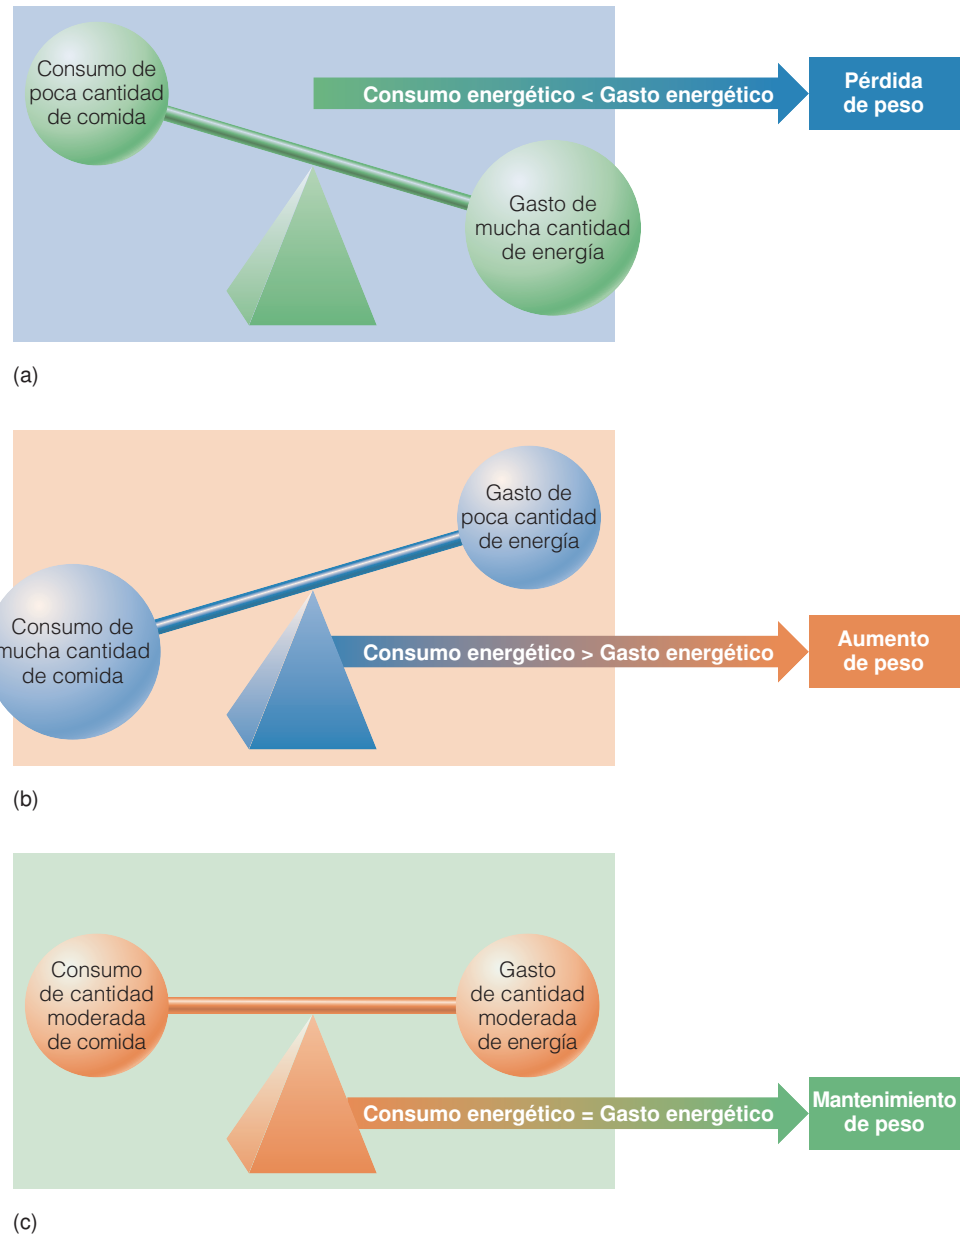 Consumo de
poca cantidad
de comida
Consumo energético < Gasto energético
Pérdida
de peso
Gasto de
mucha cantidad
de energía
(a)
Gasto de
poca cantidad
de energía
Consumo de
mucha cantidad
de comida
Consumo energético > Gasto energético
Aumento
de peso
(b)
Consumo
de cantidad
moderada
de comida
Gasto
de cantidad
moderada
de energía
Consumo energético = Gasto energético
Mantenimiento
de peso
(c)